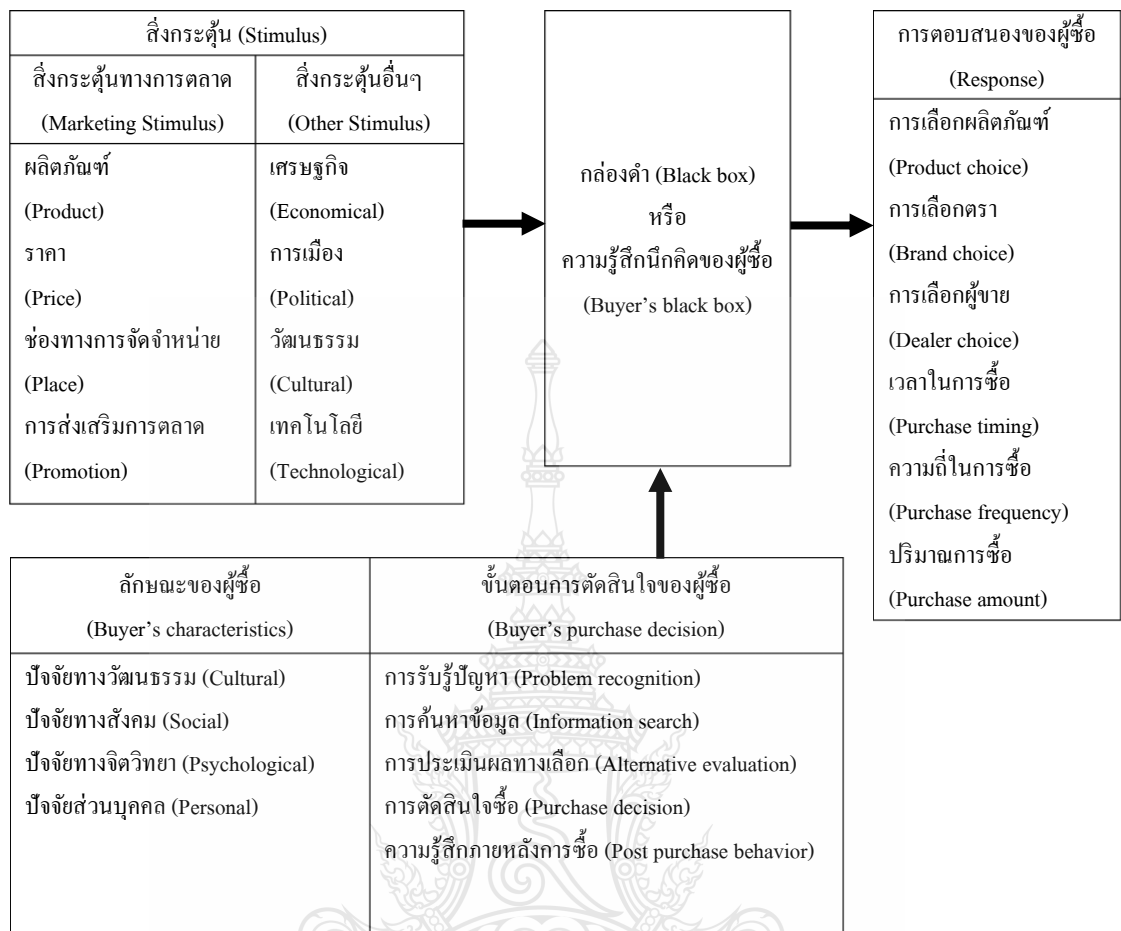 สิ่งกระตุ้น (Stimulus)
สิ่งกระตุ้นทางการตลาด
(Marketing Stimulus)
สิ่งกระตุ้นอื่นๆ
(Other Stimulus)
ผลิตภัณฑ์
(Product)
ราคา
(Price)
ช่องทางการจัดจำหน่าย
(Place)
การส่งเสริมการตลาด
(Promotion)
เศรษฐกิจ
(Economical)
การเมือง
(Political)
วัฒนธรรม
(Cultural)
เทคโนโลยี
(Technological)
กล่องดำ (Black box)
หรือ
ความรู้สึกนึกคิดของผู้ซื้อ
(Buyer’s black box)
การตอบสนองของผู้ซื้อ
(Response)
การเลือกผลิตภัณฑ์
(Product choice)
การเลือกตรา
(Brand choice)
การเลือกผู้ขาย
(Dealer choice)
เวลาในการซื้อ
(Purchase timing)
ความถี่ในการซื้อ
(Purchase frequency)
ปริมาณการซื้อ
(Purchase amount)
ลักษณะของผู้ซื้อ
(Buyer’s characteristics)
ปัจจัยทางวัฒนธรรม (Cultural)
ปัจจัยทางสังคม (Social)
ปัจจัยทางจิตวิทยา (Psychological)
ปัจจัยส่วนบุคคล (Personal)
ขั้นตอนการตัดสินใจของผู้ซื้อ
(Buyer’s purchase decision)
การรับรู้ปัญหา (Problem recognition)
การค้นหาข้อมูล (Information search)
การประเมินผลทางเลือก (Alternative evaluation)
การตัดสินใจซื้อ (Purchase decision)
ความรู้สึกภายหลังการซื้อ (Post purchase behavior)